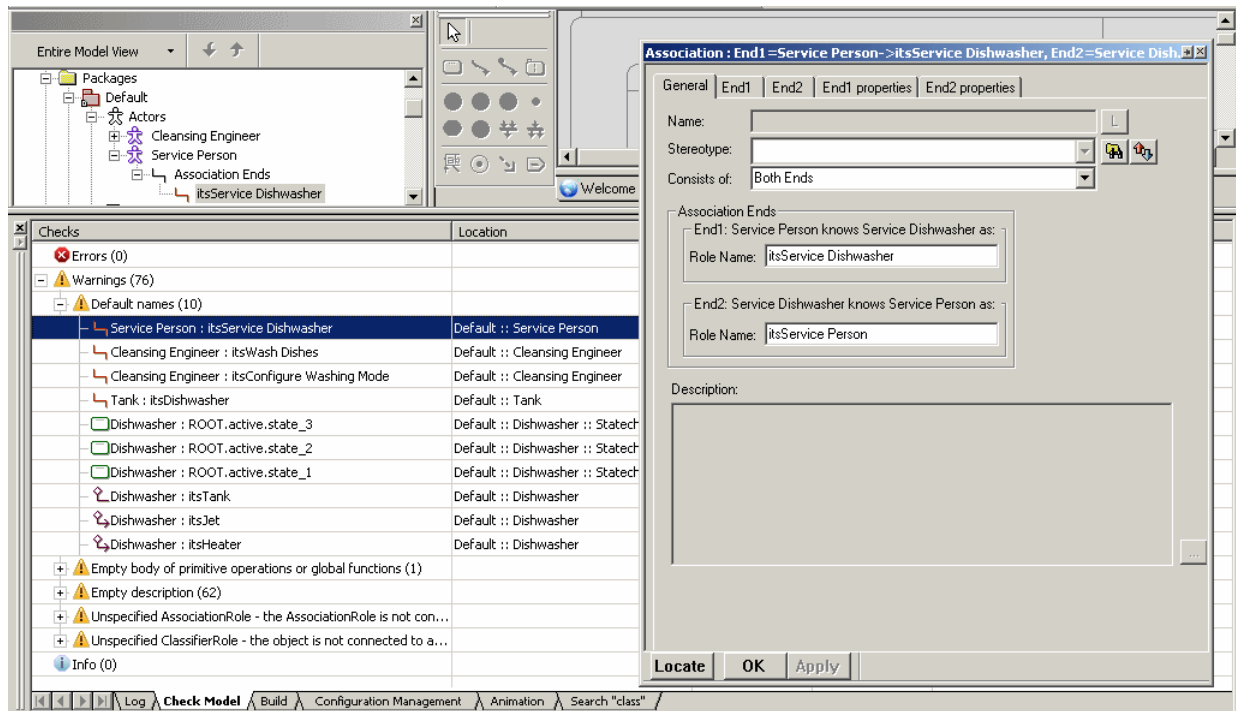 Entire Model View
Packages
Default
Actors
Cleansing Engineer
Service Person
Association Ends
itsService Dishwasher
Welcome
Checks
Location
Errors (0)
Warnings (76)
Default names (10)
Service Person : itsService Dishwasher
Default :: Service Person
Cleansing Engineer : itsWash Dishes
Default :: Cleansing Engineer
Cleansing Engineer : itsConfigure Washing Mode
Default :: Cleansing Engineer
Tank : itsDishwasher
Default :: Tank
Dishwasher : ROOT.active.state_3
Default :: Dishwasher :: Statech
Dishwasher : ROOT.active.state_2
Default :: Dishwasher :: Statech
Dishwasher : ROOT.active.state_1
Default :: Dishwasher :: Statech
Dishwasher : itsTank
Default :: Dishwasher
Dishwasher : itsJet
Default :: Dishwasher
Dishwasher : itsHeater
Default :: Dishwasher
Empty body of primitive operations or global functions (1)
Empty description (62)
Unspecified AssociationRole - the AssociationRole is not con...
Unspecified ClassifierRole - the object is not connected to a...
Info (0)
Log
Check Model
Build
Configuration Management
Animation
Search "class"
Association : End1=Service Person->itsService Dishwasher, End2=Service Dish.
General
End1
End2
End1 properties
End2 properties
Name:
L
Stereotype:
Consists of:
Both Ends
Association Ends
End1: Service Person knows Service Dishwasher as:
Role Name:
itsService Dishwasher
End2: Service Dishwasher knows Service Person as:
Role Name:
itsService Person
Description:
...
Locate
OK
Apply